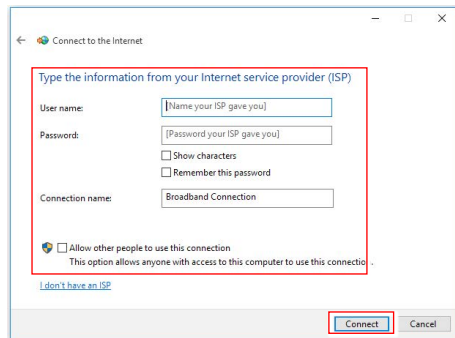 Connect to the Internet
Type the information from your Internet service provider (ISP)
User name: [Name your ISP gave you]
Password: [Password your ISP gave you]
Show characters
Remember this password
Connection name: Broadband Connection
Allow other people to use this connection
This option allows anyone with access to this computer to use this connectio .
I don't have an ISP
Connect Cancel